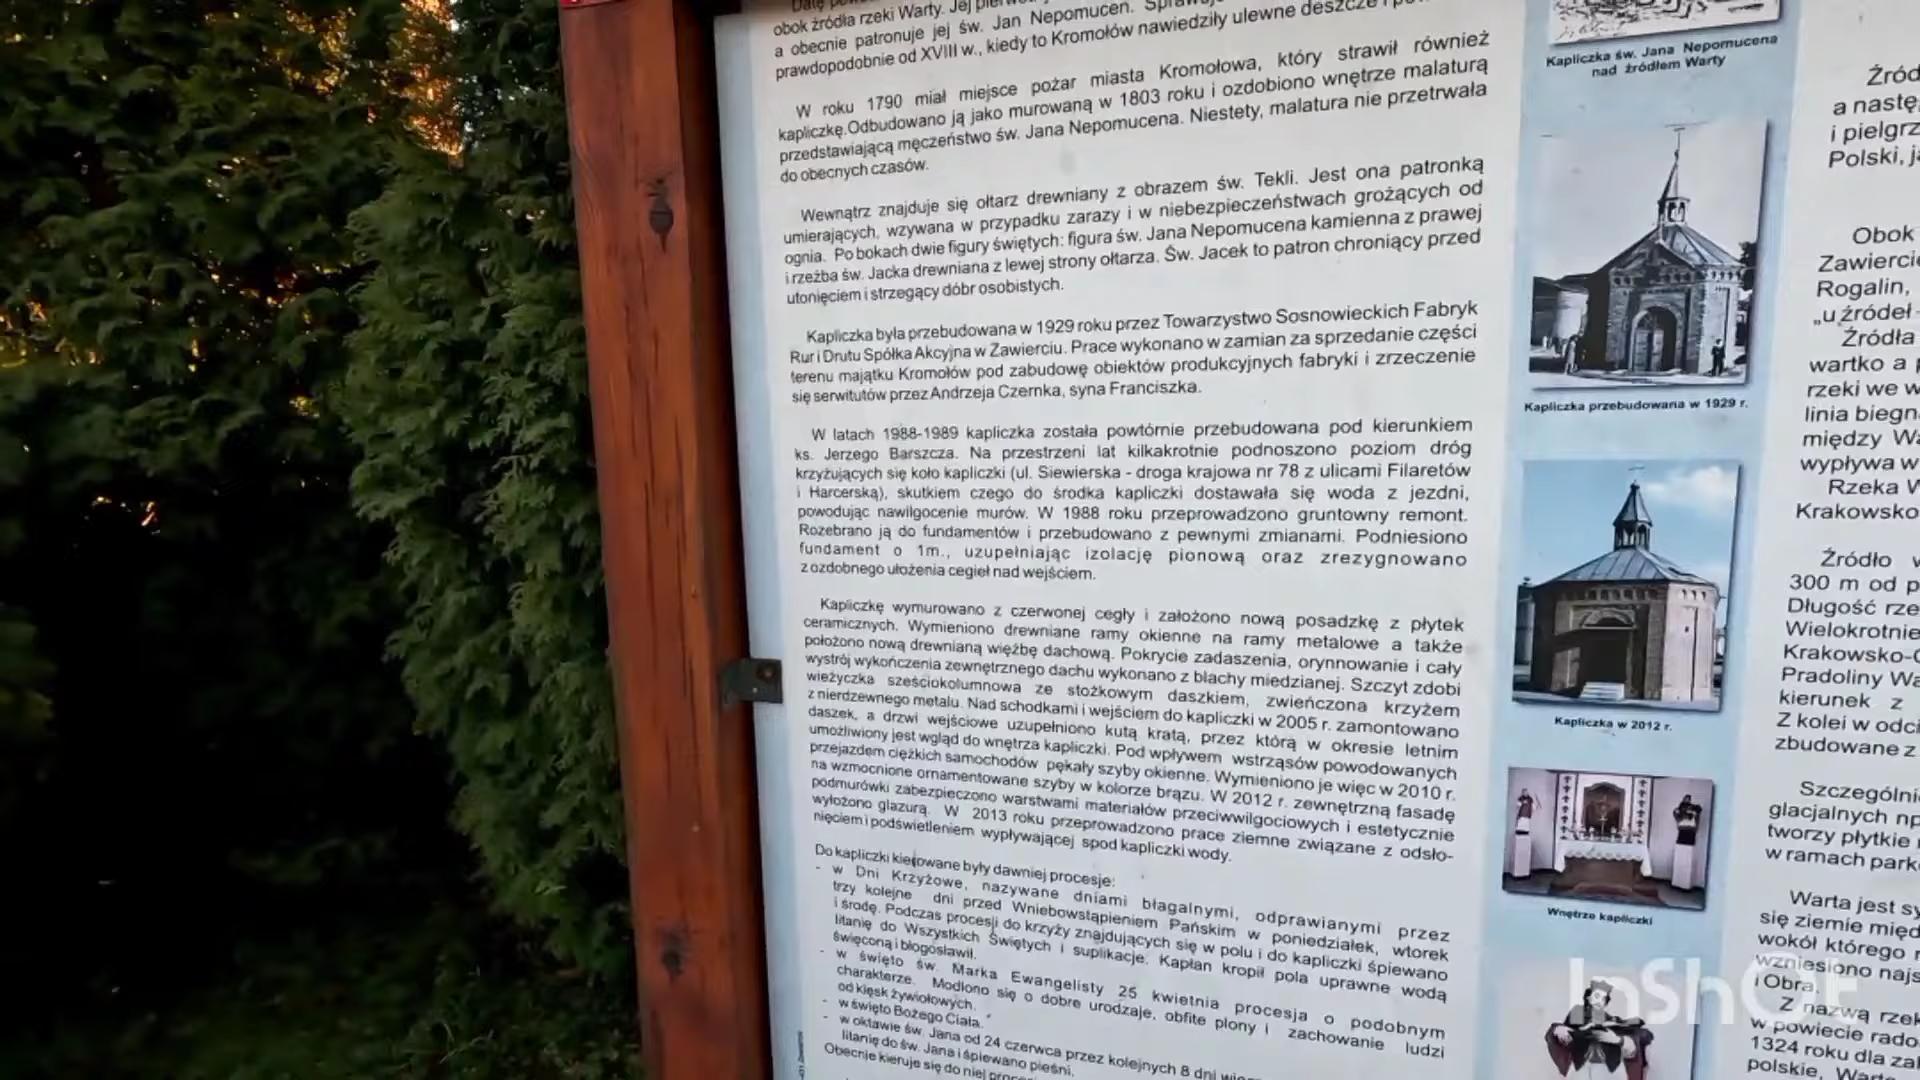 obok źródła rzeki Warty. Jej
a obecnie patronuje jej św. Jan Nepomucen.
prawdopodobnie od XVIII w., kiedy to Kromołów nawiedziły ulewne deszcze i
W roku 1790 miał miejsce pożar miasta Kromołowa, który strawił również
kapliczkę.Odbudowano ją jako murowaną w 1803 roku i ozdobiono wnętrze malaturą
przedstawiającą męczeństwo św. Jana Nepomucena. Niestety, malatura nie przetrwała
do obecnych czasów.
Wewnątrz znajduje się ołtarz drewniany z obrazem św. Tekli. Jest ona patronką
umierających, wzywana w przypadku zarazy i w niebezpieczeństwach grożących od
ognia. Po bokach dwie figury świętych: figura św. Jana Nepomucena kamienna z prawej
i rzeźba św. Jacka drewniana z lewej strony ołtarza. Św. Jacek to patron chroniący przed
utonięciem i strzegący dóbr osobistych.
Kapliczka była przebudowana w 1929 roku przez Towarzystwo Sosnowieckich Fabryk
Rur i Drutu Spółka Akcyjna w Zawierciu. Prace wykonano w zamian za sprzedanie części
terenu majątku Kromołów pod zabudowę obiektów produkcyjnych fabryki i zrzeczenie
się serwitutów przez Andrzeja Czernka, syna Franciszka.
W latach 1988-1989 kapliczka została powtórnie przebudowana pod kierunkiem
ks. Jerzego Barszcza. Na przestrzeni lat kilkakrotnie podnoszono poziom dróg
krzyżujących się koło kapliczki (ul. Siewierska - droga krajowa nr 78 z ulicami Filaretów
i Harcerską), skutkiem czego do środka kapliczki dostawała się woda z jezdni,
powodując nawilgocenie murów. W 1988 roku przeprowadzono gruntowny remont.
Rozebrano ją do fundamentów i przebudowano z pewnymi zmianami. Podniesiono
fundament o 1m., uzupełniając izolację pionową oraz zrezygnowano
z ozdobnego ułożenia cegieł nad wejściem.
Kapliczkę wymurowano z czerwonej cegły i założono nową posadzkę z płytek
ceramicznych. Wymieniono drewniane ramy okienne na ramy metalowe a także
położono nową drewnianą więźbę dachową. Pokrycie zadaszenia, orynnowanie i cały
wystrój wykończenia zewnętrznego dachu wykonano z blachy miedzianej. Szczyt zdobi
wieżyczka sześciokolumnowa ze stożkowym daszkiem, zwieńczona krzyżem
z nierdzewnego metalu. Nad schodkami i wejściem do kapliczki w 2005 r. zamontowano
daszek, a drzwi wejściowe uzupełniono kutą kratą, przez którą w okresie letnim
umożliwiony jest wgląd do wnętrza kapliczki. Pod wpływem wstrząsów powodowanych
przejazdem ciężkich samochodów pękały szyby okienne. Wymieniono je więc w 2010 r.
na wzmocnione ornamentowane szyby w kolorze brązu. W 2012 r. zewnętrzną fasadę
podmurówki zabezpieczono warstwami materiałów przeciwwilgociowych i estetycznie
wyłożono glazurą. W 2013 roku przeprowadzono prace ziemne związane z odsło-
nięciem i podświetleniem wypływającej spod kapliczki wody.
Do kapliczki kierowane były dawniej procesje:
- w Dni Krzyżowe, nazywane dniami błagalnymi, odprawianymi przez
trzy kolejne dni przed Wniebowstąpieniem Pańskim w poniedziałek, wtorek
i środę. Podczas procesji do krzyży znajdujących się w polu i do kapliczki śpiewano
litanię do Wszystkich Świętych i suplikacje. Kapłan kropił pola uprawne wodą
święconą i błogosławił.
- w święto św. Marka Ewangelisty 25 kwietnia procesja o podobnym
charakterze. Modlono się o dobre urodzaje, obfite plony i zachowanie ludzi
od klęsk żywiołowych.
- w święto Bożego Ciała.
- w oktawie św. Jana od 24 czerwca przez kolejnych 8 dni
litanię do św. Jana i śpiewano pieśni.
Obecnie kieruje się do niej
Kapliczka św. Jana Nepomucena
nad źródłem Warty
Kapliczka przebudowana w 1929 r.
Kapliczka w 2012 r.
Wnętrze kapliczki
Źród
a nastę
i pielgrz
Polski, ja
Obok
Zawierci
Rogalin,
„u źródeł
Źródła
wartko a
rzeki we w
linia biegn
między Wa
wypływa w
Rzeka W
Krakowsko
Źródło w
300 m od p
Długość rze
Wielokrotnie
Krakowsko-
Pradoliny Wa
kierunek z
Z kolei w odci
zbudowane z
Szczególni
glacjalnych np
tworzy płytkie
w ramach park
Warta jest sy
się ziemie międ
wokół którego
wzniesiono najs
i Obra.
Z nazwą rzek
w powiecie rado
1324 roku dla za
polskie, Wart
InShOt